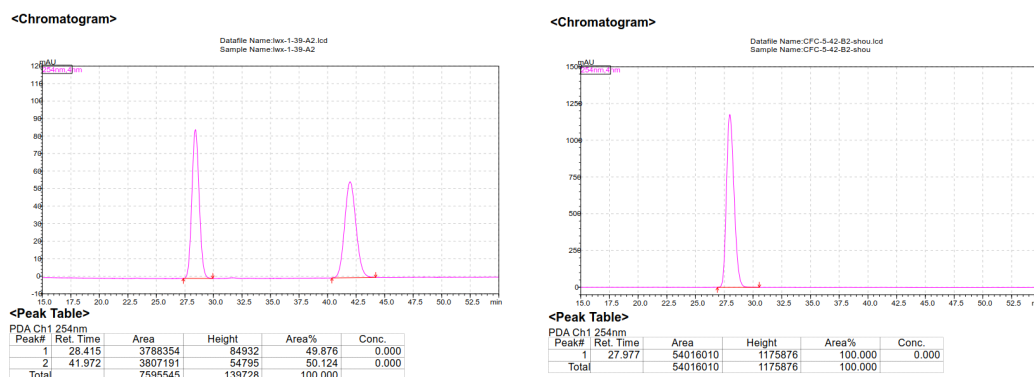 <Chromatogram>
Datafile Name:lwx-1-39-A2.lcd
Sample Name:lwx-1-39-A2
mAU
254nm,4nm
120
110
100
90
80
70
60
50
40
30
20
10
0
-10
15.0 17.5 20.0 22.5 25.0 27.5 30.0 32.5 35.0 37.5 40.0 42.5 45.0 47.5 50.0 52.5 min
<Peak Table>
PDA Ch1 254nm
Peak# Ret. Time Area Height Area% Conc.
1 28.415 3788354 84932 49.876 0.000
2 41.972 3807191 54795 50.124 0.000
Total 7595545 139728 100.000
<Chromatogram>
Datafile Name:CFC-5-42-B2-shou.lcd
Sample Name:CFC-5-42-B2-shou
mAU
254nm,4nm
1500
1250
1000
750
500
250
0
15.0 17.5 20.0 22.5 25.0 27.5 30.0 32.5 35.0 37.5 40.0 42.5 45.0 47.5 50.0 52.5 min
<Peak Table>
PDA Ch1 254nm
Peak# Ret. Time Area Height Area% Conc.
1 27.977 54016010 1175876 100.000 0.000
Total 54016010 1175876 100.000